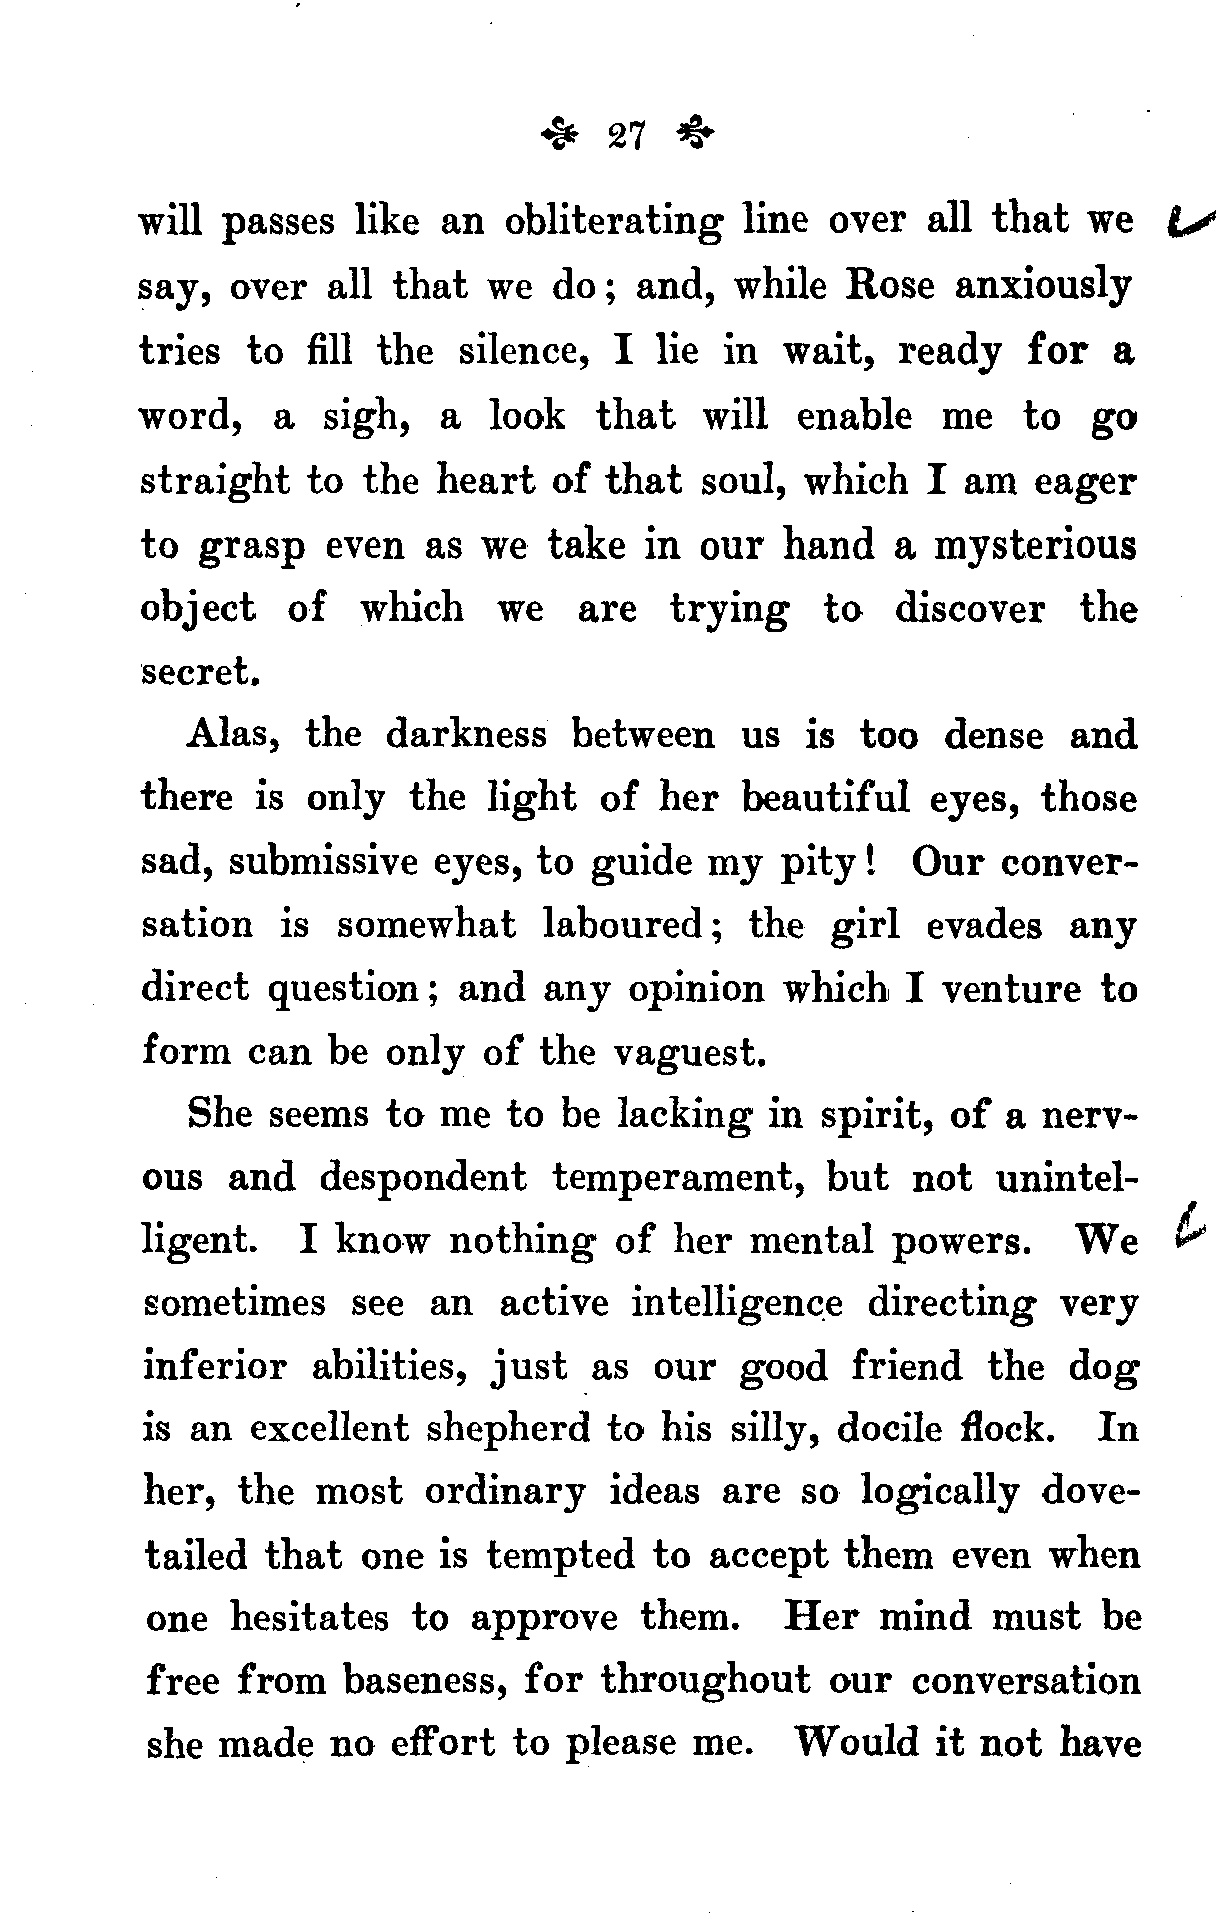 27
will passes like an obliterating line over all that we
say, over all that we do; and, while Rose anxiously
tries to fill the silence, I lie in wait, ready for a
word, a sigh, a look that will enable me to go
straight to the heart of that soul, which I am eager
to grasp even as we take in our hand a mysterious
object of which we are trying to discover the
secret.
Alas, the darkness between us is too dense and
there is only the light of her beautiful eyes, those
sad, submissive eyes, to guide my pity! Our conver-
sation is somewhat laboured; the girl evades any
direct question; and any opinion which I venture to
form can be only of the vaguest.
She seems to me to be lacking in spirit, of a nerv-
ous and despondent temperament, but not unintel-
ligent. I know nothing of her mental powers. We
sometimes see an active intelligence directing very
inferior abilities, just as our good friend the dog
is an excellent shepherd to his silly, docile flock. In
her, the most ordinary ideas are so logically dove-
tailed that one is tempted to accept them even when
one hesitates to approve them. Her mind must be
free from baseness, for throughout our conversation
she made no effort to please me. Would it not have